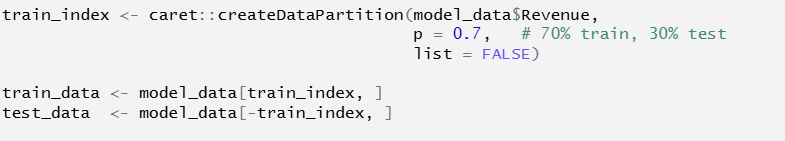 train_index <- caret::createDataPartition(model_data$Revenue,
                                          p = 0.7,   # 70% train, 30% test
                                          list = FALSE)

train_data <- model_data[train_index, ]
test_data  <- model_data[-train_index, ]